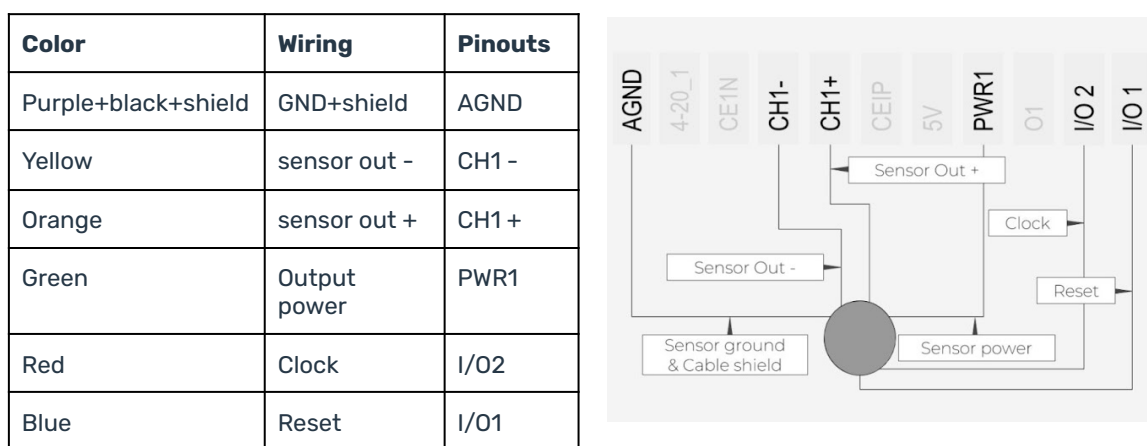 Color Wiring Pinouts
Purple+black+shield GND+shield AGND
Yellow sensor out - CH1 -
Orange sensor out + CH1 +
Green Output power PWR1
Red Clock I/O2
Blue Reset I/O1
AGND
4-20_1
CE1N
CH1-
CH1+
CEIP
5V
PWR1
O1
I/O 2
I/O 1
Sensor Out +
Clock
Sensor Out -
Reset
Sensor ground
& Cable shield
Sensor power